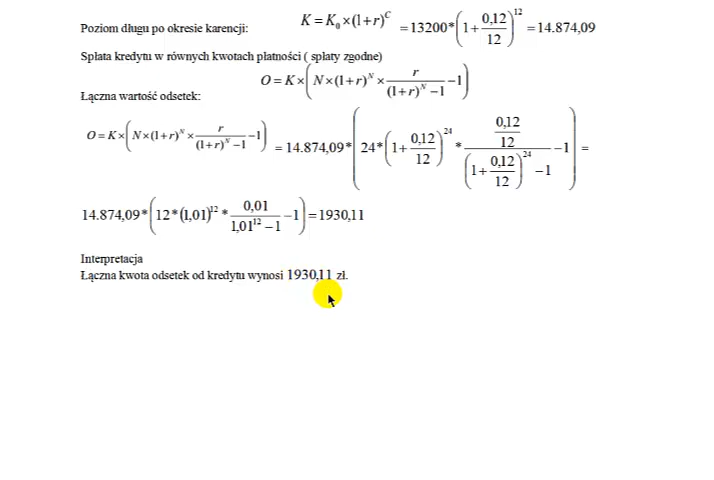 Poziom długu po okresie karencji: K = K₀ × (1+r)^C = 13200*(1+ 0,12/12)^12 = 14.874,09
Spłata kredytu w równych kwotach płatności ( spłaty zgodne)
O = K × ( N × (1+r)^N × r/((1+r)^N −1) −1 )
Łączna wartość odsetek:
O = K × ( N × (1+r)^N × r/((1+r)^N −1) −1 ) = 14.874,09* ( 24* (1+ 0,12/12)^24 * (0,12/12)/((1+ 0,12/12)^24 −1) −1 ) =
14.874,09* ( 12* (1,01)^12 * 0,01/(1,01^12 −1) −1 ) = 1930,11
Interpretacja
Łączna kwota odsetek od kredytu wynosi 1930,11 zł.